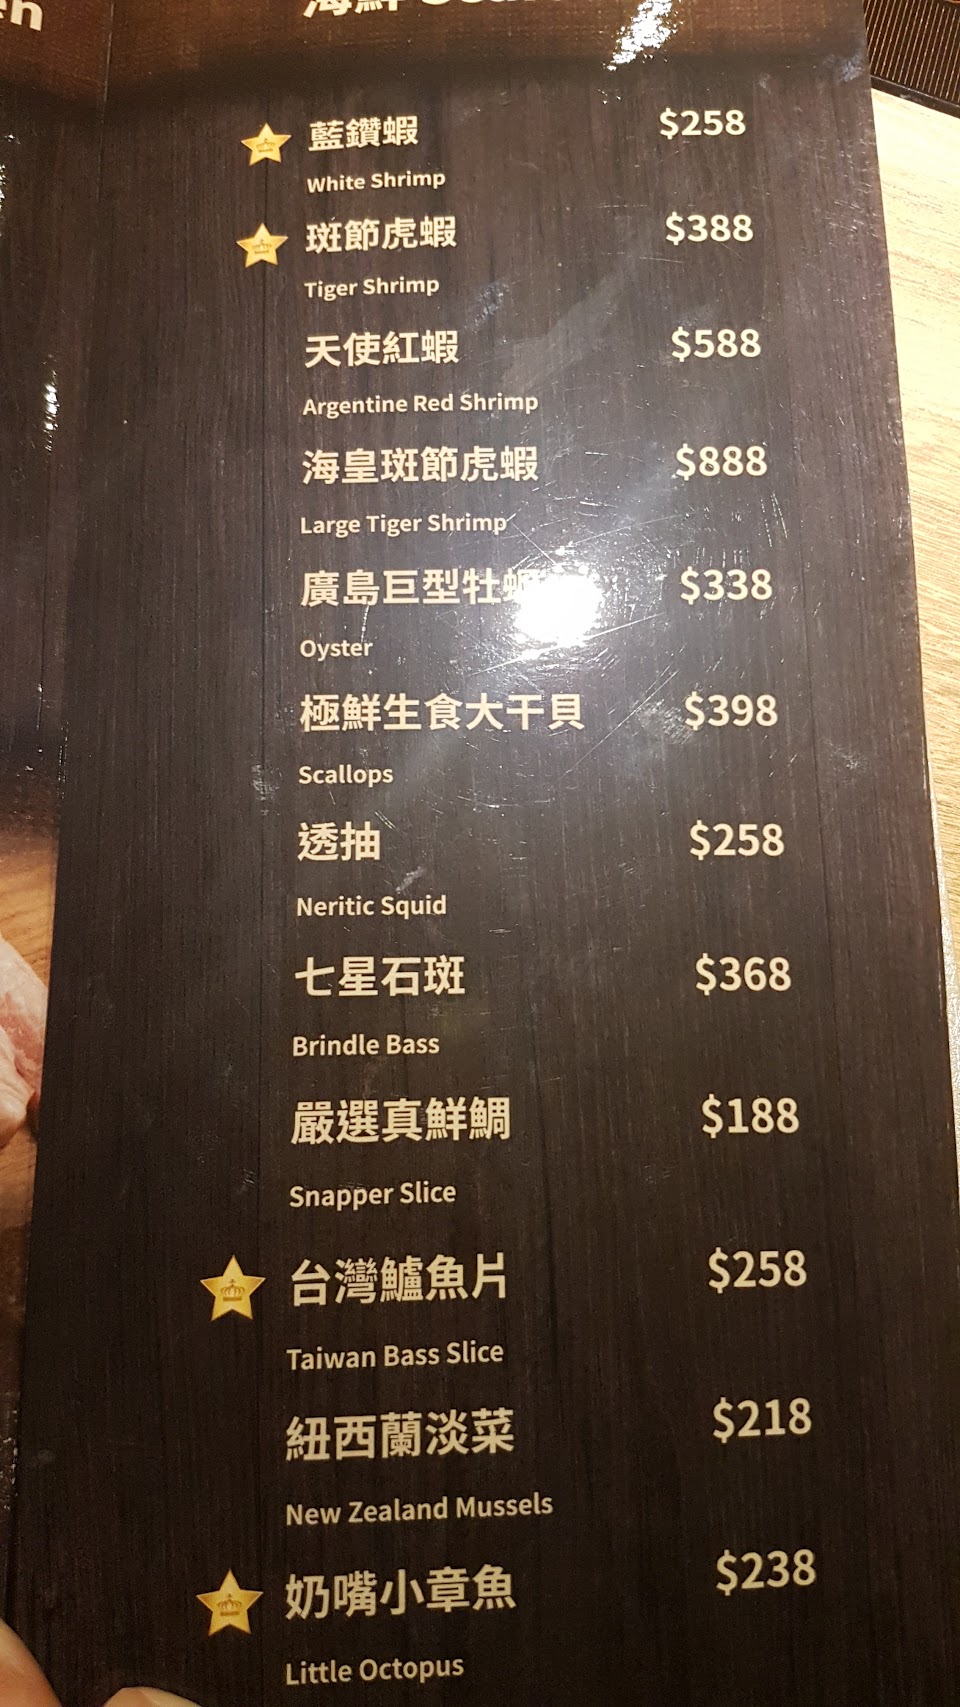 海鮮
藍鑽蝦 $258
White Shrimp
斑節虎蝦 $388
Tiger Shrimp
天使紅蝦 $588
Argentine Red Shrimp
海皇斑節虎蝦 $888
Large Tiger Shrimp
廣島巨型牡蠣 $338
Oyster
極鮮生食大干貝 $398
Scallops
透抽 $258
Neritic Squid
七星石斑 $368
Brindle Bass
嚴選真鮮鯛 $188
Snapper Slice
台灣鱸魚片 $258
Taiwan Bass Slice
紐西蘭淡菜 $218
New Zealand Mussels
奶嘴小章魚 $238
Little Octopus